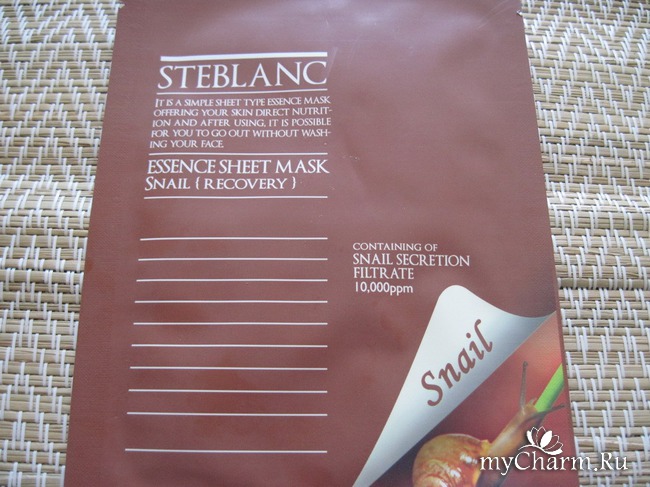 STEBLANC
IT IS A SIMPLE SHEET TYPE ESSENCE MASK
OFFERING YOUR SKIN DIRECT NUTRIT-
ION AND AFTER USING, IT IS POSSIBLE
FOR YOU TO GO OUT WITHOUT WASH-
ING YOUR FACE.
ESSENCE SHEET MASK
SNAIL { RECOVERY }
CONTAINING OF
SNAIL SECRETION
FILTRATE
10,000ppm
Snail
myCharm.Ru